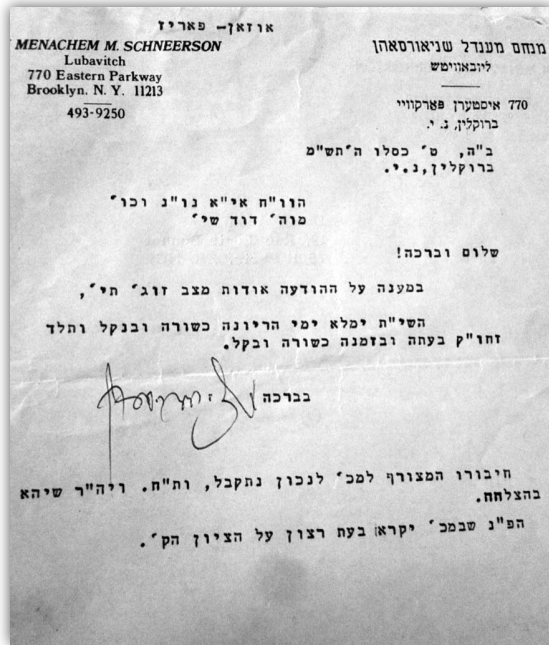 אוזאן- פאריז
MENACHEM M. SCHNEERSON
Lubavitch
770 Eastern Parkway
Brooklyn. N. Y. 11213
493-9250
מנחם מענדל שניאורסאהן
ליובאוויטש
770 איסטערן פארקוויי
ברוקלין, נ. י.
ב"ה, ט' כסלו ה'תש"מ
ברוקלין,נ.י.
הוו"ח אי"א נו"נ וכו'
מוה' דוד שי'
שלום וברכה!
במענה על ההודעה אודות מצב זוג' תי',
השי"ת ימלא ימי הריונה כשורה ובנקל ותלד
זחו"ק בעתה ובזמנה כשורה ובקל.
בברכה
חיבורו המצורף למכ' לנכון נתקבל, ות"ח. ויה"ר שיהא
בהצלחה.
הפ"נ שבמכ' יקרא בעת רצון על הציון הק'.